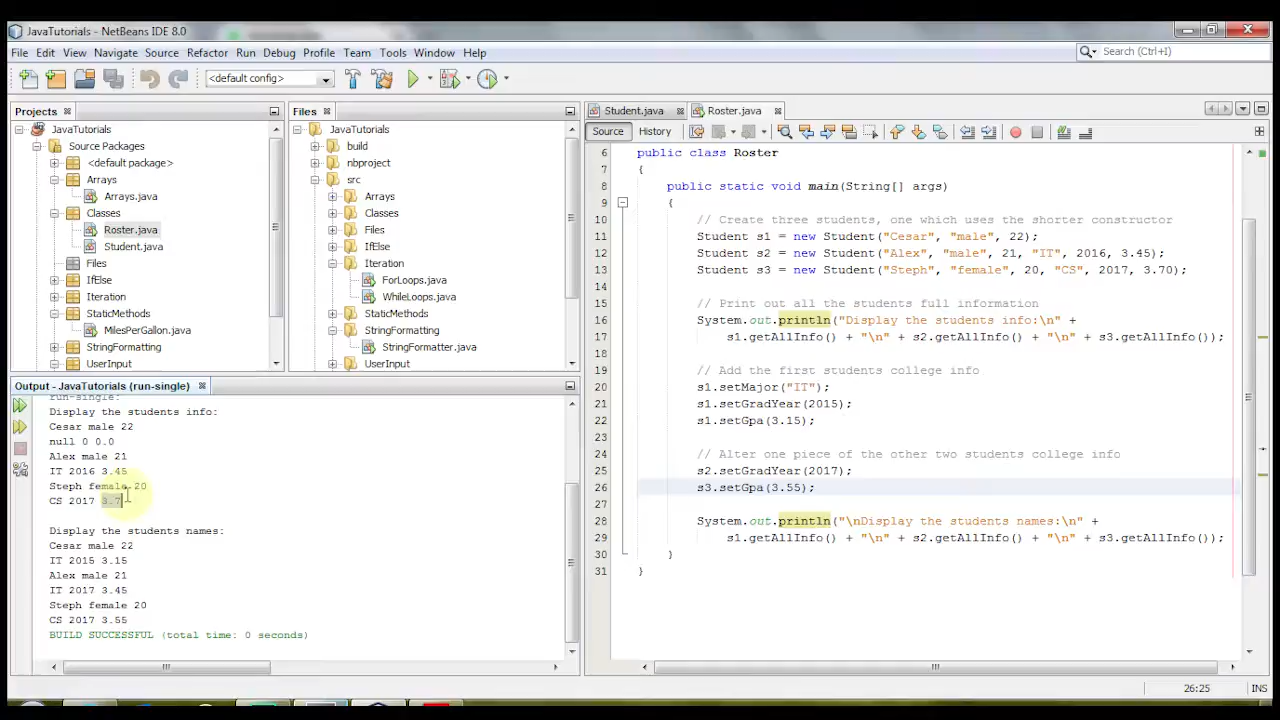 JavaTutorials - NetBeans IDE 8.0
File Edit View Navigate Source Refactor Run Debug Profile Team Tools Window Help
Search (Ctrl+I)
<default config>
Projects
JavaTutorials
Source Packages
<default package>
Arrays
Arrays.java
Classes
Roster.java
Student.java
Files
IfElse
Iteration
StaticMethods
MilesPerGallon.java
StringFormatting
UserInput
Files
JavaTutorials
build
nbproject
src
Arrays
Classes
Files
IfElse
Iteration
ForLoops.java
WhileLoops.java
StaticMethods
StringFormatting
StringFormatter.java
UserInput
Student.java Roster.java
Source History
6 public class Roster
7 {
8 public static void main(String[] args)
9 {
10 // Create three students, one which uses the shorter constructor
11 Student s1 = new Student("Cesar", "male", 22);
12 Student s2 = new Student("Alex", "male", 21, "IT", 2016, 3.45);
13 Student s3 = new Student("Steph", "female", 20, "CS", 2017, 3.70);
14
15 // Print out all the students full information
16 System.out.println("Display the students info:\n" +
17 s1.getAllInfo() + "\n" + s2.getAllInfo() + "\n" + s3.getAllInfo());
18
19 // Add the first students college info
20 s1.setMajor("IT");
21 s1.setGradYear(2015);
22 s1.setGpa(3.15);
23
24 // Alter one piece of the other two students college info
25 s2.setGradYear(2017);
26 s3.setGpa(3.55);
27
28 System.out.println("\nDisplay the students names:\n" +
29 s1.getAllInfo() + "\n" + s2.getAllInfo() + "\n" + s3.getAllInfo());
30 }
31 }
Output - JavaTutorials (run-single)
run-single:
Display the students info:
Cesar male 22
null 0 0.0
Alex male 21
IT 2016 3.45
Steph female 20
CS 2017 3.7
Display the students names:
Cesar male 22
IT 2015 3.15
Alex male 21
IT 2017 3.45
Steph female 20
CS 2017 3.55
BUILD SUCCESSFUL (total time: 0 seconds)
26:25 INS